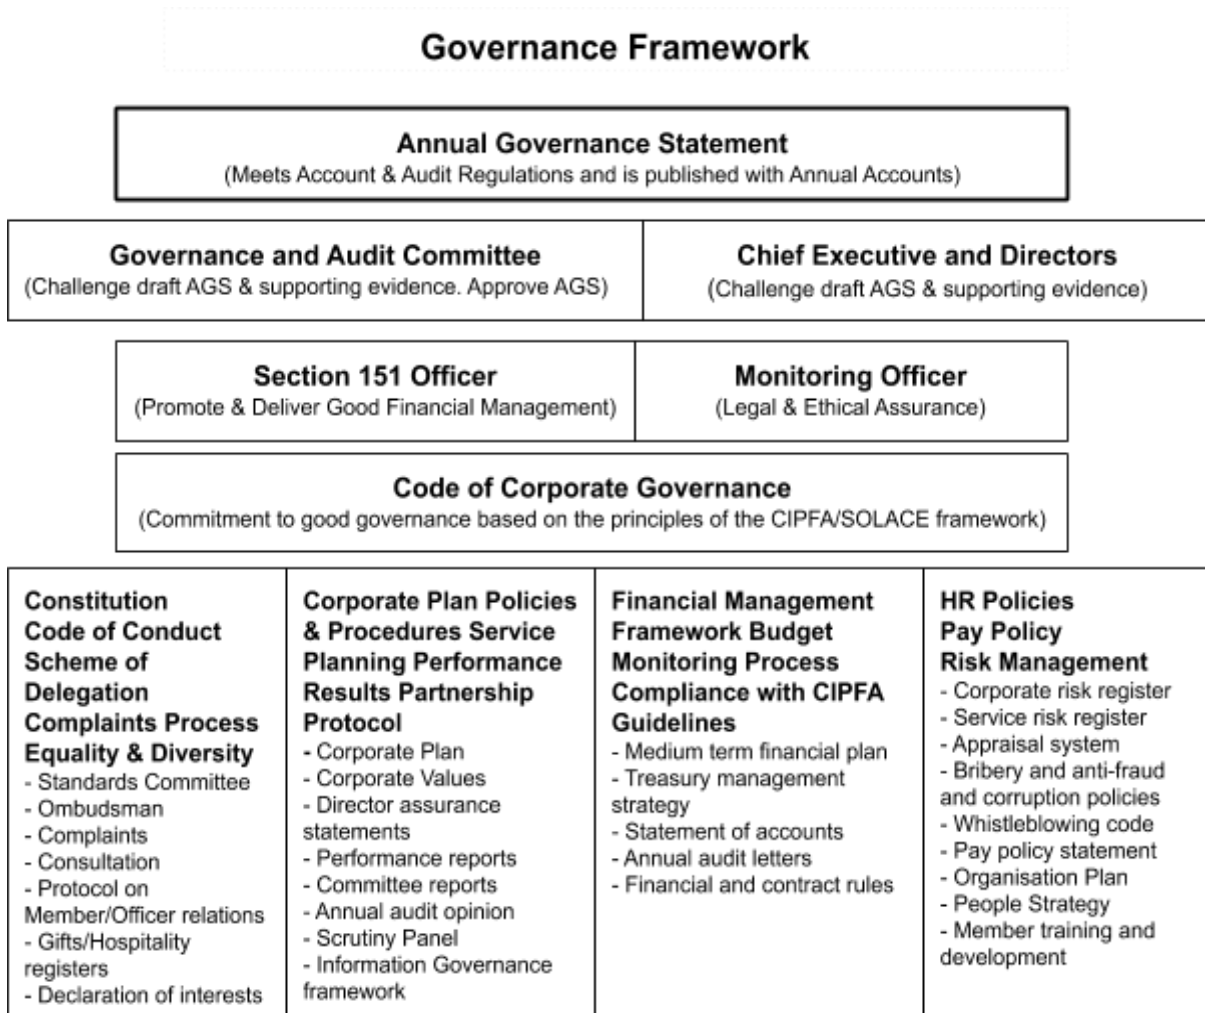 Governance Framework
Annual Governance Statement
(Meets Account & Audit Regulations and is published with Annual Accounts)
Governance and Audit Committee
(Challenge draft AGS & supporting evidence. Approve AGS)
Chief Executive and Directors
(Challenge draft AGS & supporting evidence)
Section 151 Officer
(Promote & Deliver Good Financial Management)
Monitoring Officer
(Legal & Ethical Assurance)
Code of Corporate Governance
(Commitment to good governance based on the principles of the CIPFA/SOLACE framework)
Constitution
Code of Conduct
Scheme of
Delegation
Complaints Process
Equality & Diversity
- Standards Committee
- Ombudsman
- Complaints
- Consultation
- Protocol on
Member/Officer relations
- Gifts/Hospitality
registers
- Declaration of interests
Corporate Plan Policies
& Procedures Service
Planning Performance
Results Partnership
Protocol
- Corporate Plan
- Corporate Values
- Director assurance
statements
- Performance reports
- Committee reports
- Annual audit opinion
- Scrutiny Panel
- Information Governance
framework
Financial Management
Framework Budget
Monitoring Process
Compliance with CIPFA
Guidelines
- Medium term financial plan
- Treasury management
strategy
- Statement of accounts
- Annual audit letters
- Financial and contract rules
HR Policies
Pay Policy
Risk Management
- Corporate risk register
- Service risk register
- Appraisal system
- Bribery and anti-fraud
and corruption policies
- Whistleblowing code
- Pay policy statement
- Organisation Plan
- People Strategy
- Member training and
development